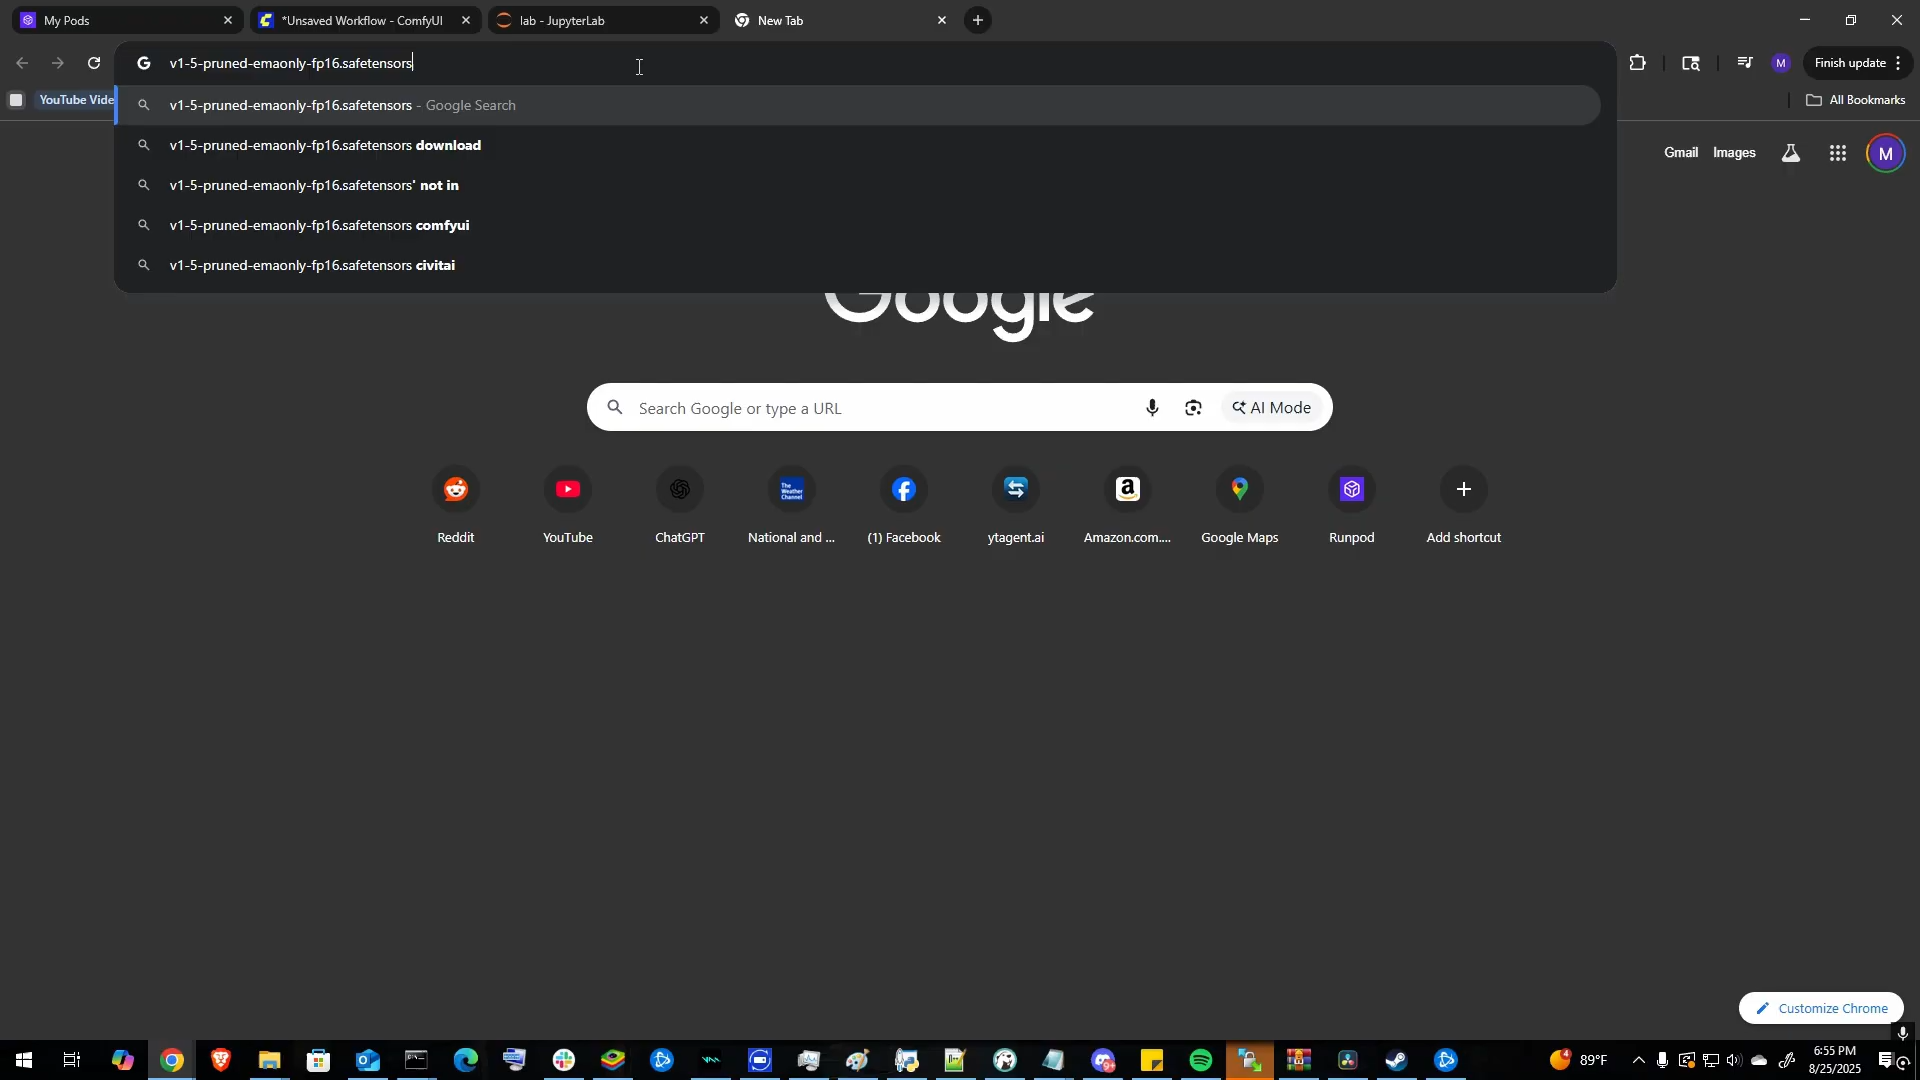 My Pods
*Unsaved Workflow - ComfyUI
lab - JupyterLab
New Tab
v1-5-pruned-emaonly-fp16.safetensors
Finish update
YouTube Vide
All Bookmarks
v1-5-pruned-emaonly-fp16.safetensors - Google Search
v1-5-pruned-emaonly-fp16.safetensors download
v1-5-pruned-emaonly-fp16.safetensors' not in
v1-5-pruned-emaonly-fp16.safetensors comfyui
v1-5-pruned-emaonly-fp16.safetensors civitai
Gmail
Images
M
M
Google
Search Google or type a URL
AI Mode
Reddit
YouTube
ChatGPT
National and ...
(1) Facebook
ytagent.ai
Amazon.com....
Google Maps
Runpod
Add shortcut
Customize Chrome
89°F
6:55 PM
8/25/2025